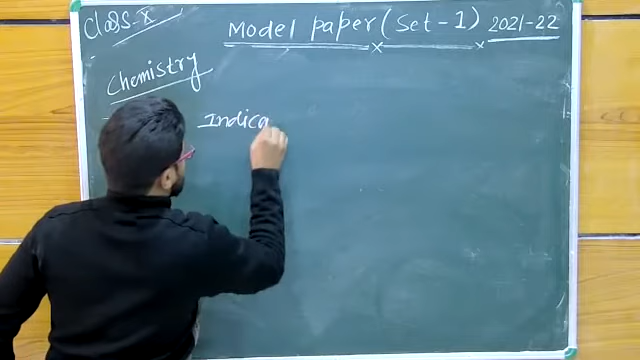 Class-X
Model paper (Set-1) 2021-22
Chemistry
Indica